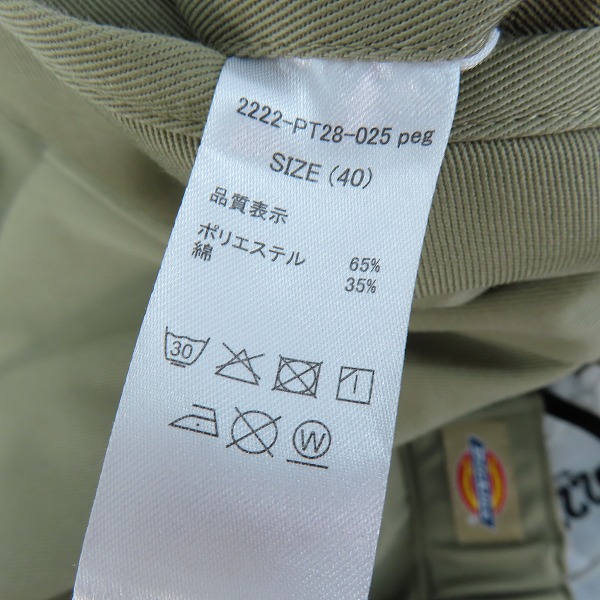 2222-PT28-025 peg
SIZE (40)
品質表示
ポリエステル 65%
綿 35%
30
W
Dickies